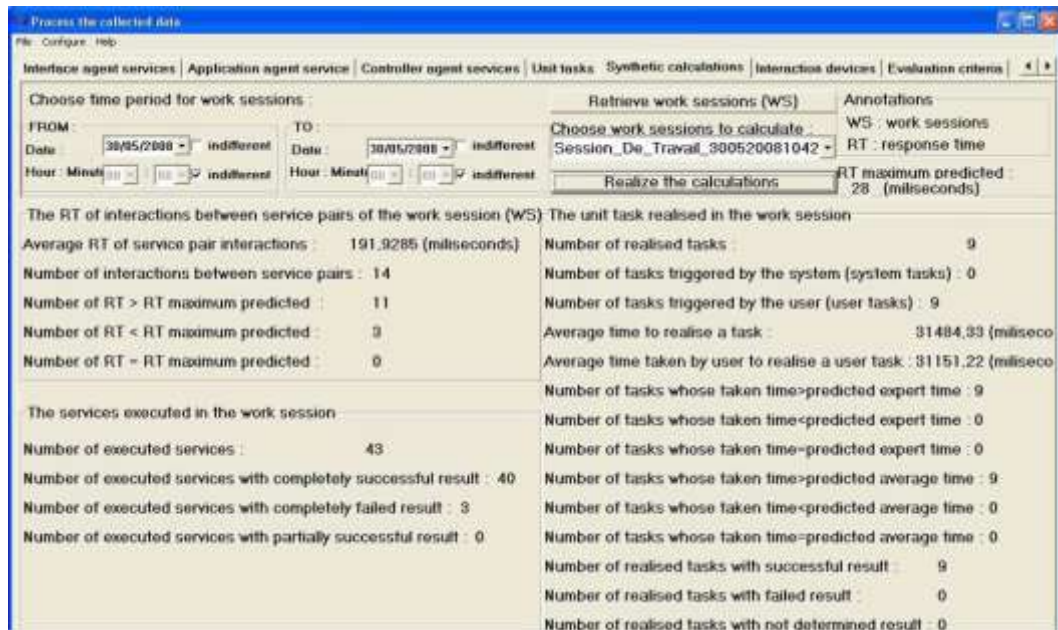 Process the collected data
File Configure Help
Interface agent services Application agent service Controller agent services Unit tasks Synthetic calculations Interaction devices Evaluation criteria
Choose time period for work sessions :
FROM :
Date : 30/05/2008 indifferent
Hour : Minute 00 : 00 indifferent
TO :
Date : 30/05/2008 indifferent
Hour : Minute 00 : 00 indifferent
Retrieve work sessions (WS)
Choose work sessions to calculate :
Session_De_Travail_300520081042
Realize the calculations
Annotations
WS : work sessions
RT : response time
RT maximum predicted :
28 (miliseconds)
The RT of interactions between service pairs of the work session (WS)
Average RT of service pair interactions : 191,9285 (miliseconds)
Number of interactions between service pairs : 14
Number of RT > RT maximum predicted : 11
Number of RT < RT maximum predicted : 3
Number of RT = RT maximum predicted : 0
The services executed in the work session
Number of executed services : 43
Number of executed services with completely successful result : 40
Number of executed services with completely failed result : 3
Number of executed services with partially successful result : 0
The unit task realised in the work session
Number of realised tasks : 9
Number of tasks triggered by the system (system tasks) : 0
Number of tasks triggered by the user (user tasks) : 9
Average time to realise a task : 31484,33 (miliseco
Average time taken by user to realise a user task : 31151,22 (miliseco
Number of tasks whose taken time>predicted expert time : 9
Number of tasks whose taken time<predicted expert time : 0
Number of tasks whose taken time=predicted expert time : 0
Number of tasks whose taken time>predicted average time : 9
Number of tasks whose taken time<predicted average time : 0
Number of tasks whose taken time=predicted average time : 0
Number of realised tasks with successful result : 9
Number of realised tasks with failed result : 0
Number of realised tasks with not determined result : 0